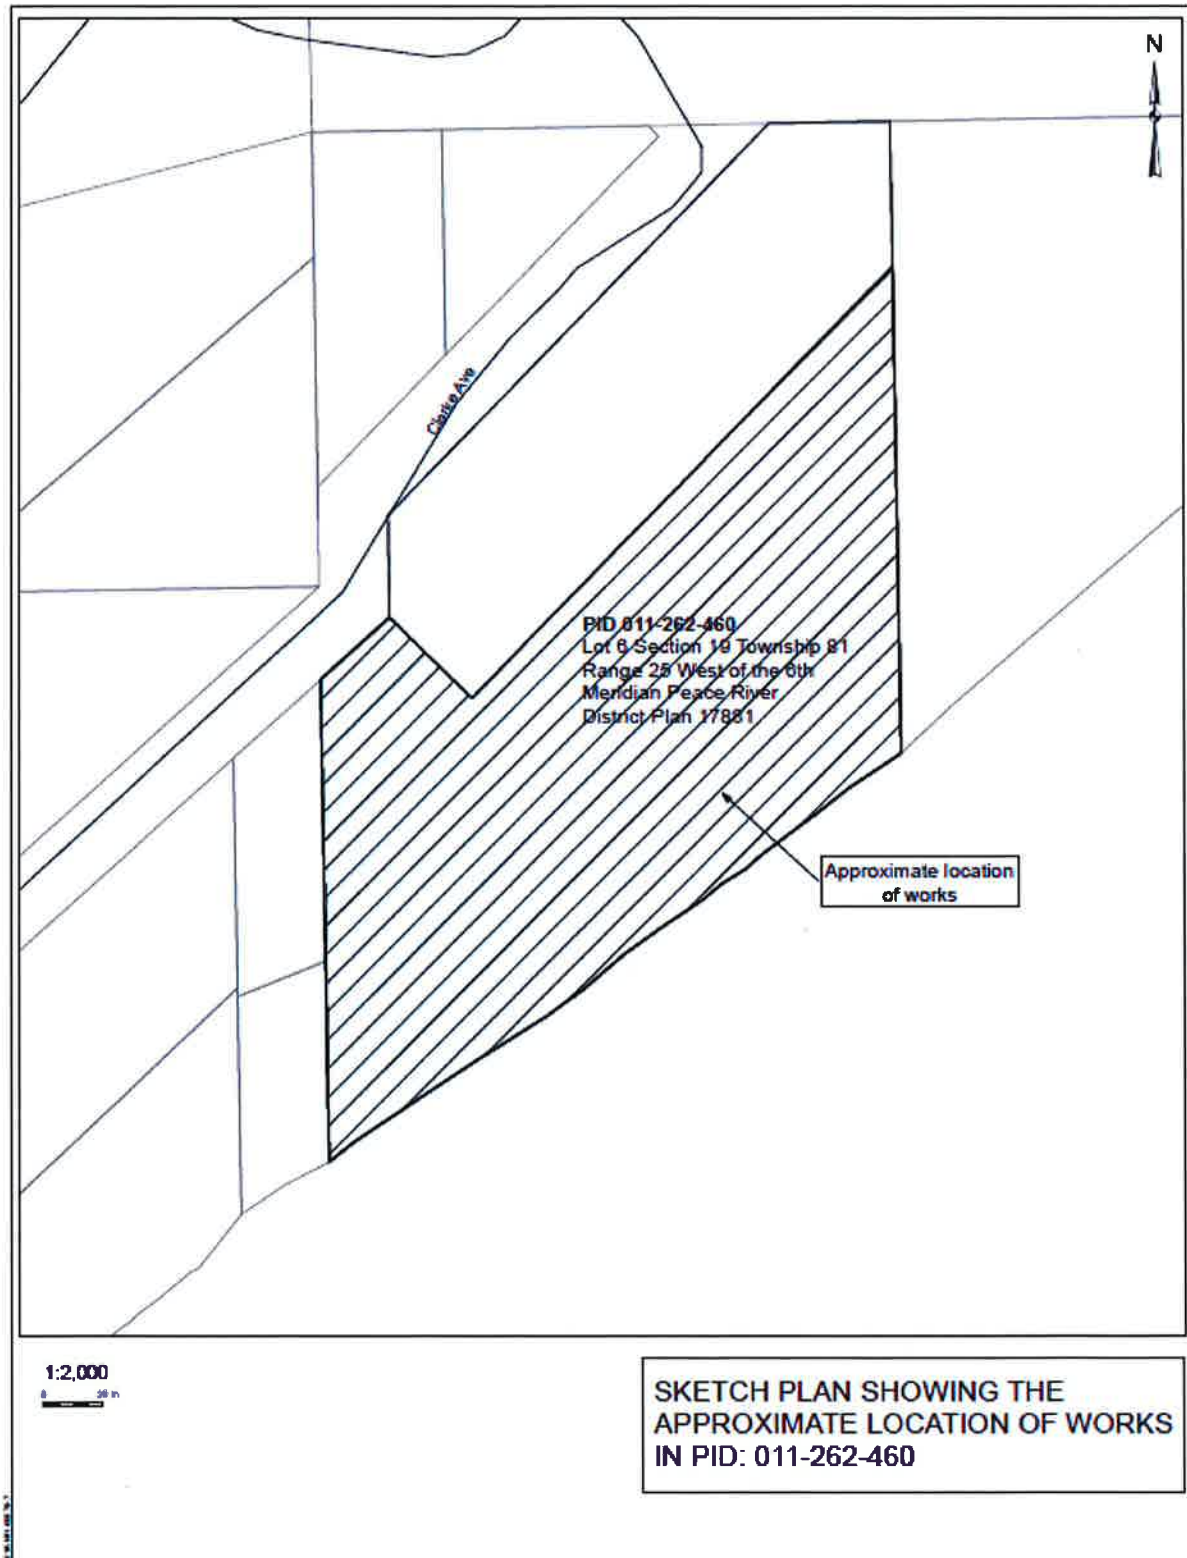 N
Clarke Ave
PID 011-262-460
Lot 6 Section 19 Township 81
Range 25 West of the 6th
Meridian Peace River
District Plan 17881
Approximate location
of works
1:2,000
0
SKETCH PLAN SHOWING THE
APPROXIMATE LOCATION OF WORKS
IN PID: 011-262-460